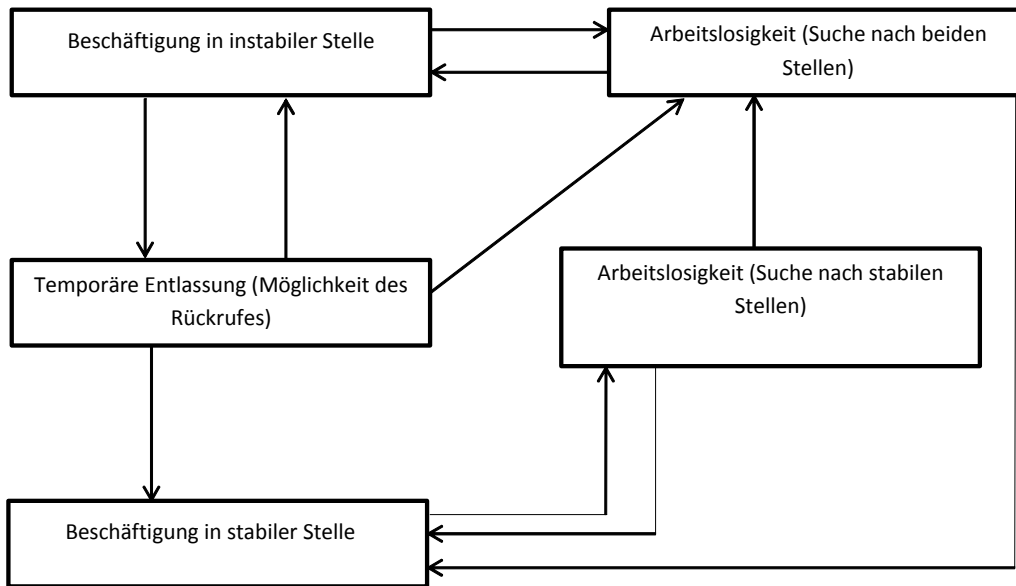 Beschäftigung in instabiler Stelle
Arbeitslosigkeit (Suche nach beiden
Stellen)
Temporäre Entlassung (Möglichkeit des
Rückrufes)
Arbeitslosigkeit (Suche nach stabilen
Stellen)
Beschäftigung in stabiler Stelle